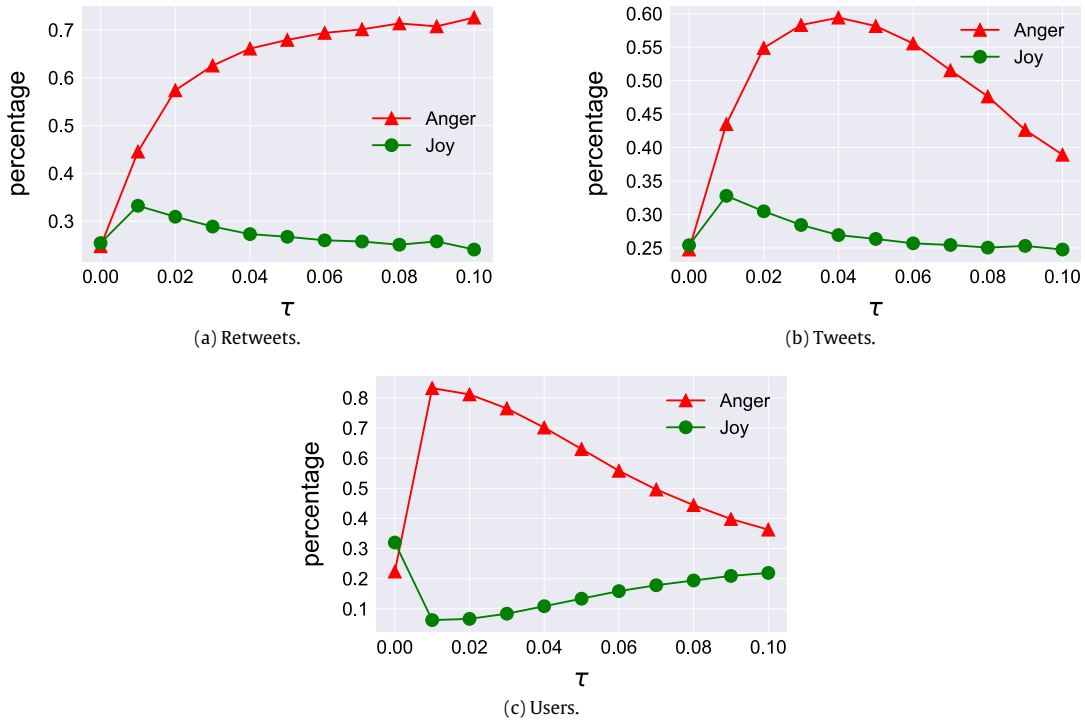 0.7
0.6
0.5
0.4
0.3
percentage
Anger
Joy
0.00 0.02 0.04 0.06 0.08 0.10
τ
(a) Retweets.
0.60
0.55
0.50
0.45
0.40
0.35
0.30
0.25
percentage
Anger
Joy
0.00 0.02 0.04 0.06 0.08 0.10
τ
(b) Tweets.
0.8
0.7
0.6
0.5
0.4
0.3
0.2
0.1
percentage
Anger
Joy
0.00 0.02 0.04 0.06 0.08 0.10
τ
(c) Users.